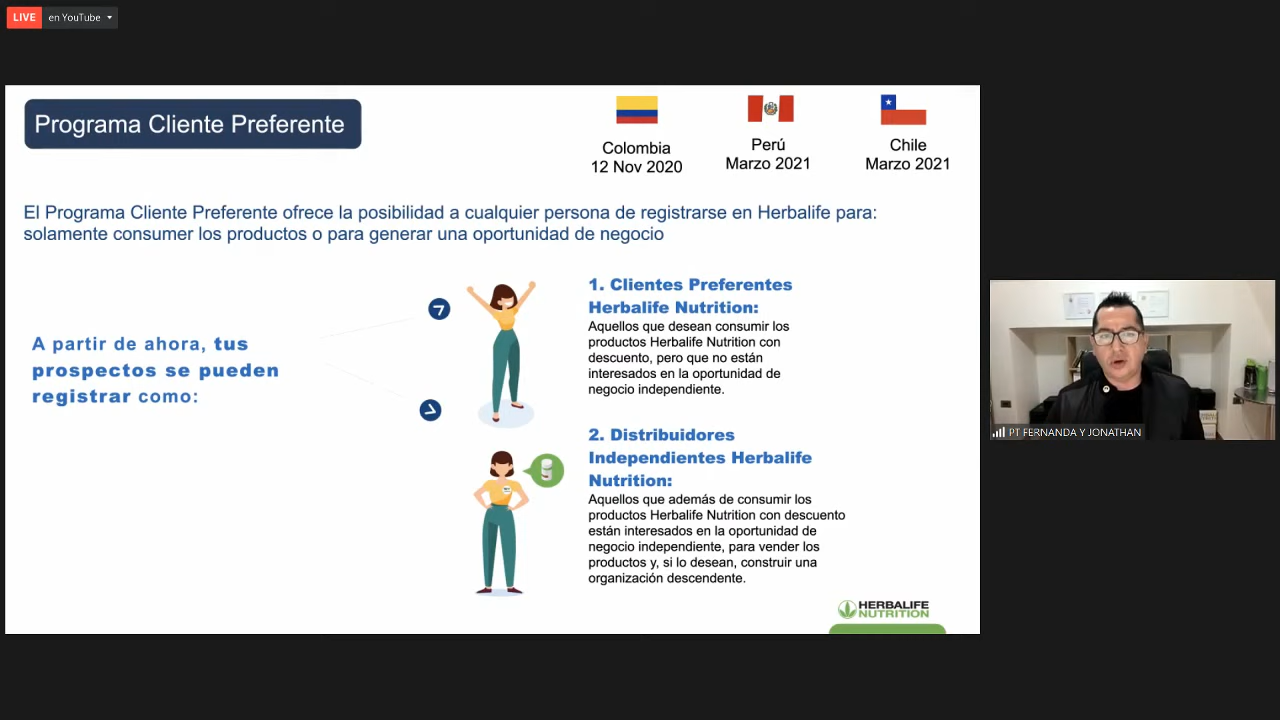 LIVE
en YouTube
Programa Cliente Preferente
Colombia
12 Nov 2020
Perú
Marzo 2021
Chile
Marzo 2021
El Programa Cliente Preferente ofrece la posibilidad a cualquier persona de registrarse en Herbalife para:
solamente consumer los productos o para generar una oportunidad de negocio
A partir de ahora, tus
prospectos se pueden
registrar como:
1. Clientes Preferentes
Herbalife Nutrition:
Aquellos que desean consumir los
productos Herbalife Nutrition con
descuento, pero que no están
interesados en la oportunidad de
negocio independiente.
2. Distribuidores
Independientes Herbalife
Nutrition:
Aquellos que además de consumir los
productos Herbalife Nutrition con descuento
están interesados en la oportunidad de
negocio independiente, para vender los
productos y, si lo desean, construir una
organización descendente.
HERBALIFE
NUTRITION
PT FERNANDA Y JONATHAN